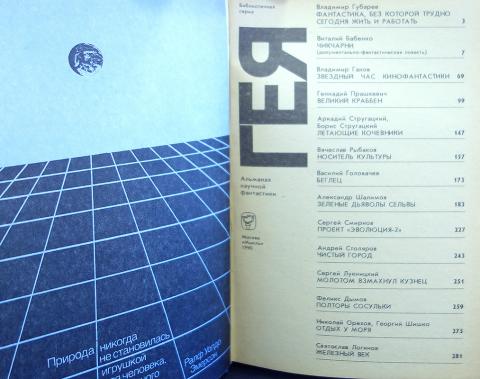 Природа никогда
не становилась
игрушкой
человека,
Ральф Уолдо
Эмерсон
Библиотечная
серия
ГЕЯ
Альманах
научной
фантастики
Москва
«Мысль»
1990
Владимир Губарев
ФАНТАСТИКА, БЕЗ КОТОРОЙ ТРУДНО
СЕГОДНЯ ЖИТЬ И РАБОТАТЬ 3
Виталий Бабенко
ЧИКЧАРНИ
(документально-фантастическая повесть) 7
Владимир Гаков
ЗВЕЗДНЫЙ ЧАС КИНОФАНТАСТИКИ 69
Геннадий Прашкевич
ВЕЛИКИЙ КРАББЕН 99
Аркадий Стругацкий,
Борис Стругацкий
ЛЕТАЮЩИЕ КОЧЕВНИКИ 147
Вячеслав Рыбаков
НОСИТЕЛЬ КУЛЬТУРЫ 157
Василий Головачев
БЕГЛЕЦ 173
Александр Шалимов
ЗЕЛЕНЫЕ ДЬЯВОЛЫ СЕЛЬВЫ 183
Сергей Смирнов
ПРОЕКТ «ЭВОЛЮЦИЯ-2» 227
Андрей Столяров
ЧИСТЫЙ ГОРОД 243
Сергей Лукницкий
МОЛОТОМ ВЗМАХНУЛ КУЗНЕЦ 251
Феликс Дымов
ПОЛТОРЫ СОСУЛЬКИ 259
Николай Орехов, Георгий Шишко
ОТДЫХ У МОРЯ 275
Святослав Логинов
ЖЕЛЕЗНЫЙ ВЕК 281